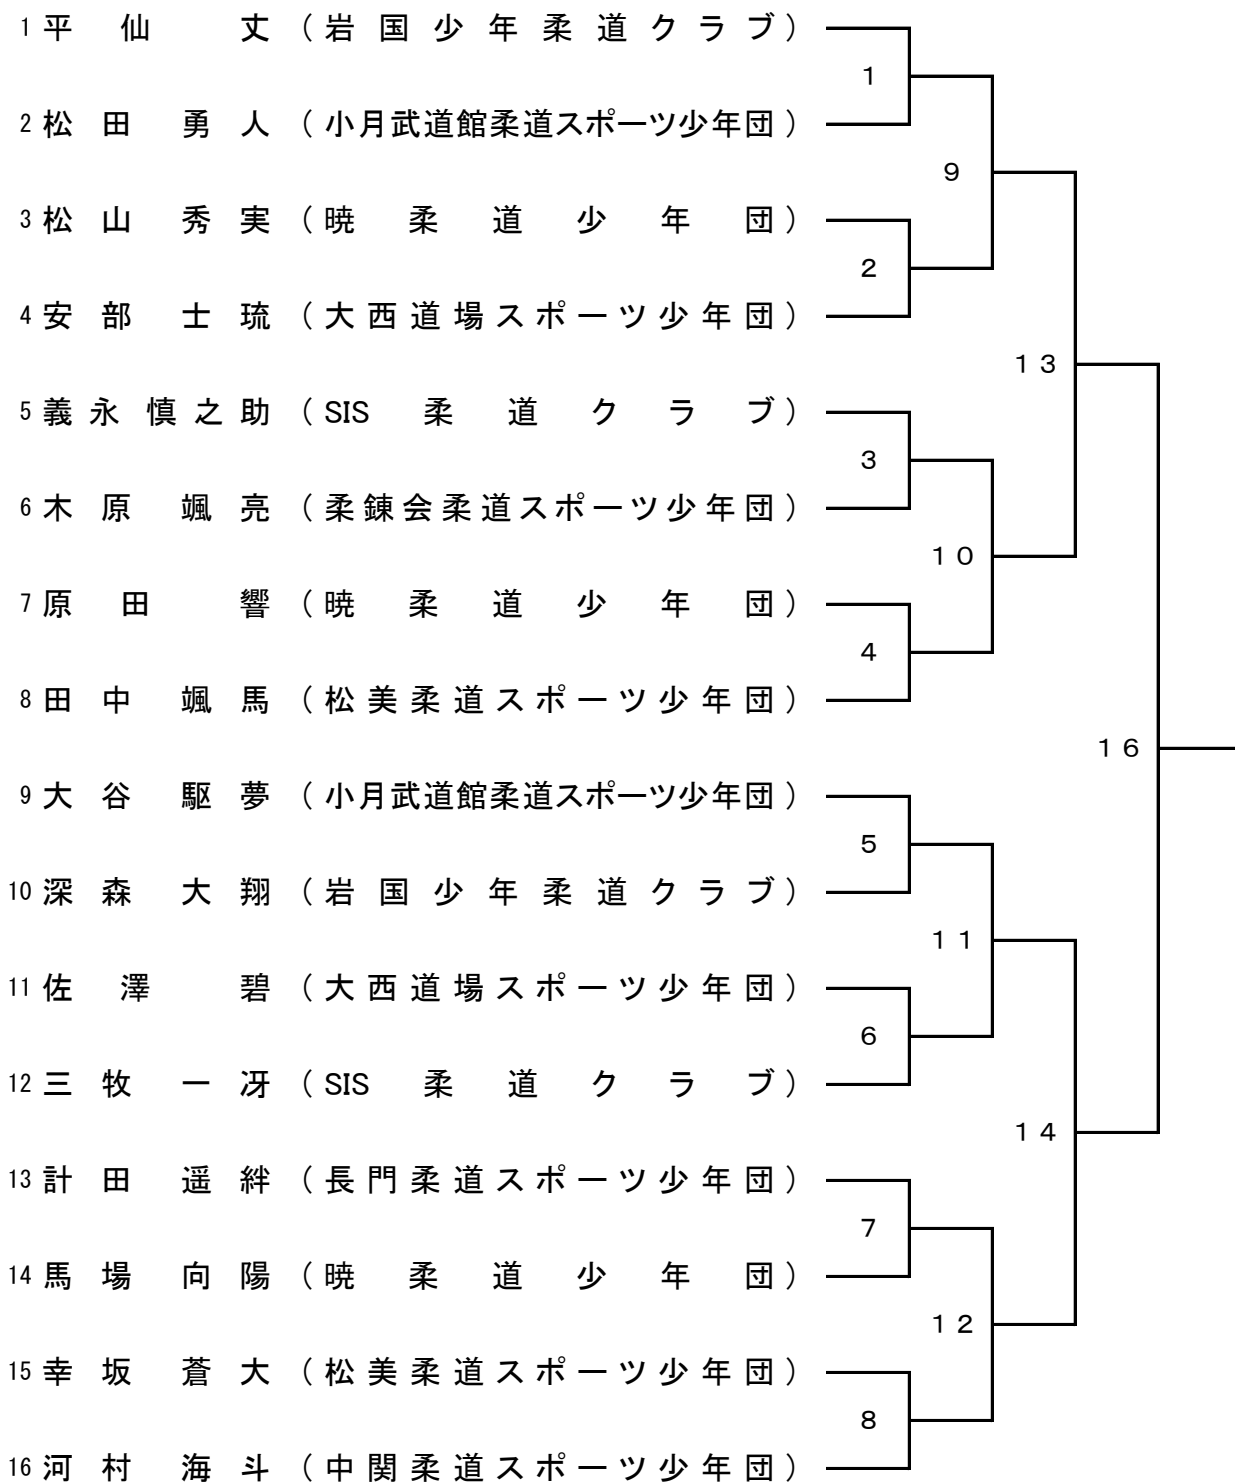 1 平 仙 丈 （岩国少年柔道クラブ）
1
2 松田 勇人 （小月武道館柔道スポーツ少年団）
9
3 松山 秀実 （暁柔道少年団）
2
4 安部 士琉 （大西道場スポーツ少年団）
13
5 義永 慎之助 （SIS 柔道クラブ）
3
6 木原 颯亮 （柔錬会柔道スポーツ少年団）
10
7 原田 響 （暁柔道少年団）
4
8 田中 颯馬 （松美柔道スポーツ少年団）
16
9 大谷 駆夢 （小月武道館柔道スポーツ少年団）
5
10 深森 大翔 （岩国少年柔道クラブ）
11
11 佐澤 碧 （大西道場スポーツ少年団）
6
12 三牧 一冴 （SIS 柔道クラブ）
14
13 計田 遥絆 （長門柔道スポーツ少年団）
7
14 馬場 向陽 （暁柔道少年団）
12
15 幸坂 蒼大 （松美柔道スポーツ少年団）
8
16 河村 海斗 （中関柔道スポーツ少年団）